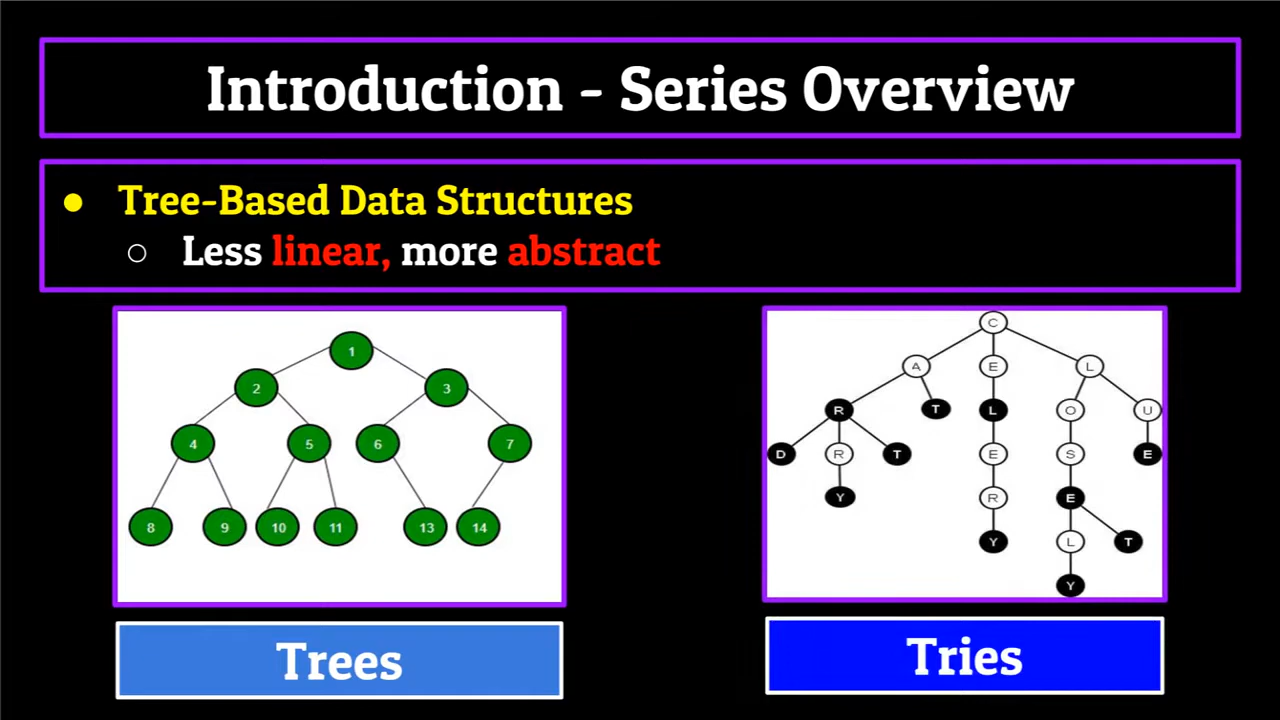 Introduction - Series Overview
● Tree-Based Data Structures
○ Less linear, more abstract
1
2 3
4 5 6 7
8 9 10 11 13 14
C
A E L
R T L O U
D R T E S E
Y R E
Y L T
Y
Trees
Tries